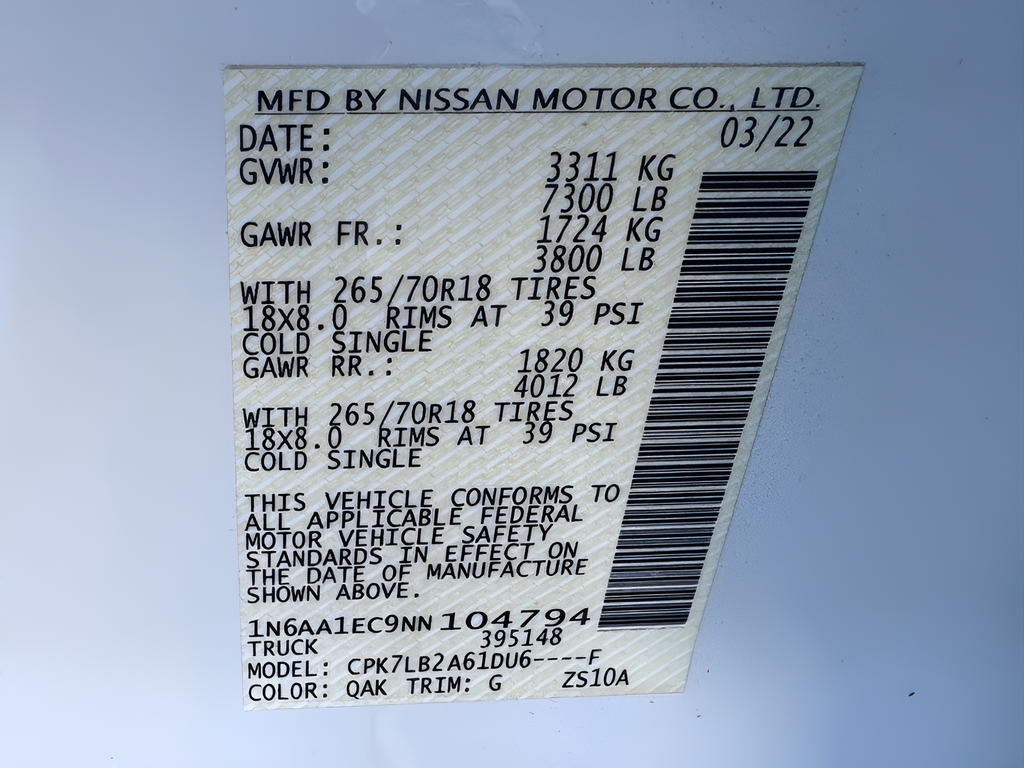 MFD BY NISSAN MOTOR CO., LTD.
DATE: 03/22
GVWR: 3311 KG
7300 LB
GAWR FR.: 1724 KG
3800 LB
WITH 265/70R18 TIRES
18X8.0 RIMS AT 39 PSI
COLD SINGLE
GAWR RR.: 1820 KG
4012 LB
WITH 265/70R18 TIRES
18X8.0 RIMS AT 39 PSI
COLD SINGLE
THIS VEHICLE CONFORMS TO
ALL APPLICABLE FEDERAL
MOTOR VEHICLE SAFETY
STANDARDS IN EFFECT ON
THE DATE OF MANUFACTURE
SHOWN ABOVE.
1N6AA1EC9NN104794
TRUCK 395148
MODEL: CPK7LB2A61DU6----F
COLOR: QAK TRIM: G ZS10A